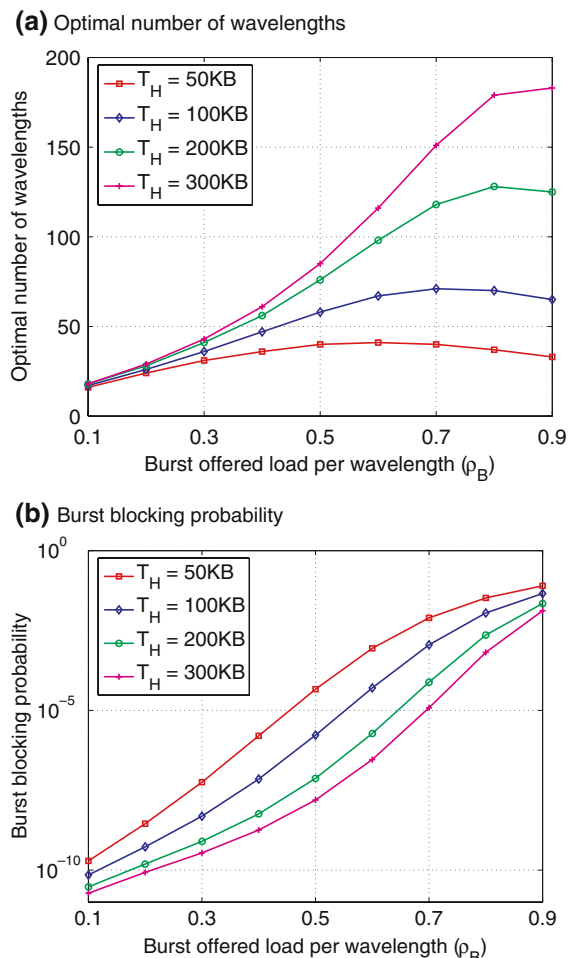 (a) Optimal number of wavelengths
200
150
100
50
0
Optimal number of wavelengths
T_H = 50KB
T_H = 100KB
T_H = 200KB
T_H = 300KB
0.1 0.3 0.5 0.7 0.9
Burst offered load per wavelength (ρ_B)
(b) Burst blocking probability
10^0
10^-5
10^-10
Burst blocking probability
T_H = 50KB
T_H = 100KB
T_H = 200KB
T_H = 300KB
0.1 0.3 0.5 0.7 0.9
Burst offered load per wavelength (ρ_B)